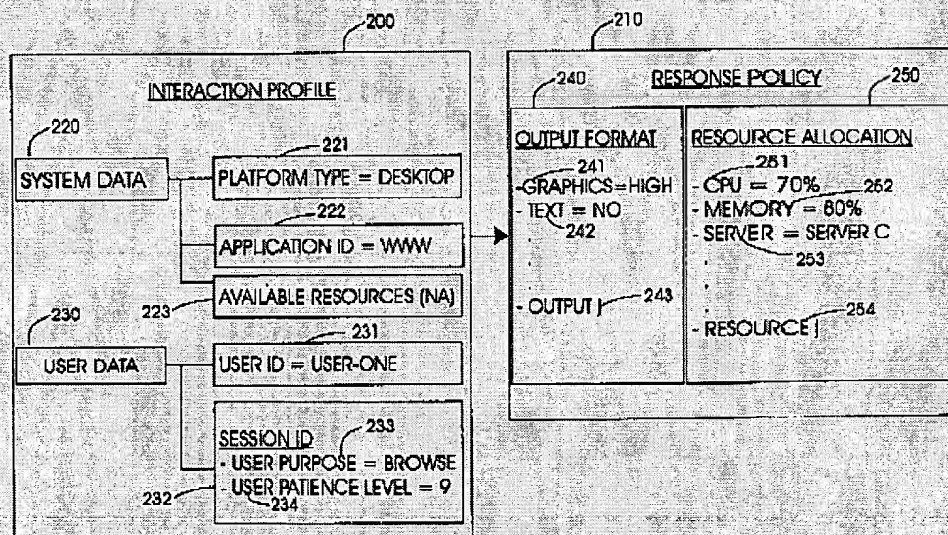 200
INTERACTION PROFILE
220
SYSTEM DATA
221
PLATFORM TYPE = DESKTOP
222
APPLICATION ID = WWW
223
AVAILABLE RESOURCES (NA)
230
USER DATA
231
USER ID = USER-ONE
SESSION ID
233
- USER PURPOSE = BROWSE
232
- USER PATIENCE LEVEL = 9
234
210
RESPONSE POLICY
240
OUTPUT FORMAT
241
-GRAPHICS=HIGH
- TEXT = NO
242
.
.
.
- OUTPUT j
243
250
RESOURCE ALLOCATION
251
- CPU = 70%
252
- MEMORY = 80%
- SERVER = SERVER C
253
.
.
.
254
- RESOURCE j